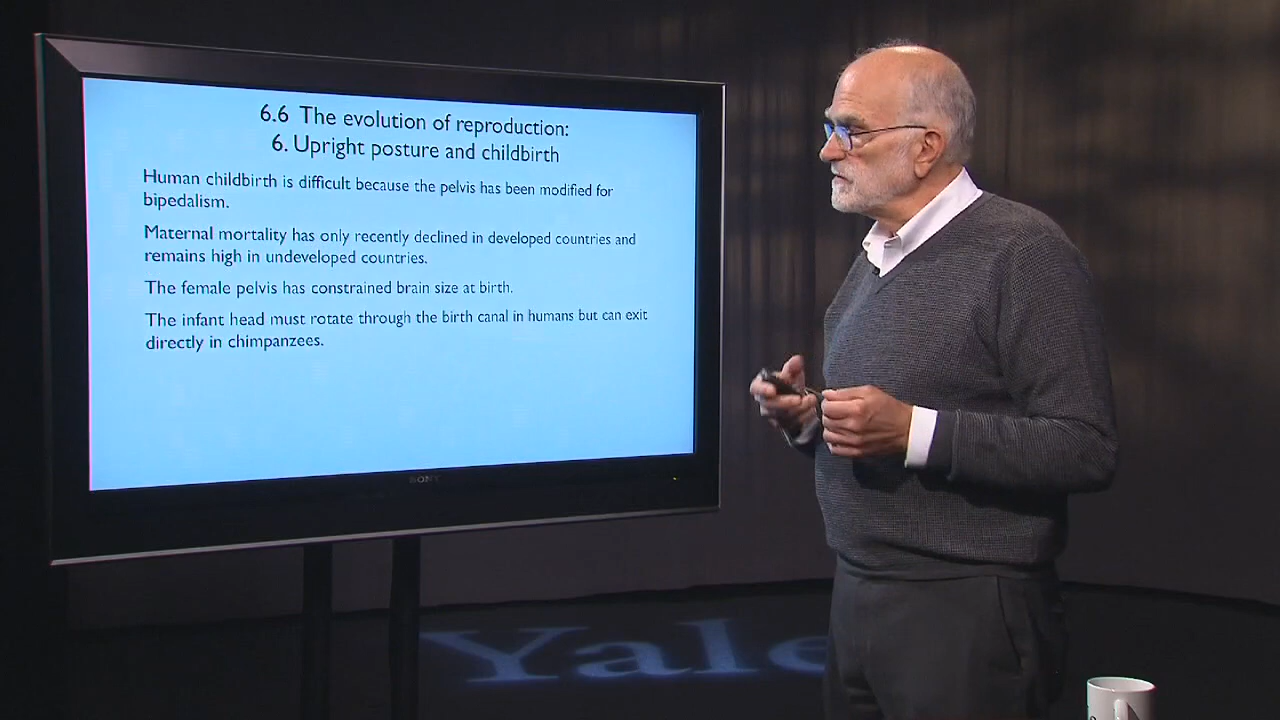 6.6 The evolution of reproduction:
6. Upright posture and childbirth
Human childbirth is difficult because the pelvis has been modified for
bipedalism.
Maternal mortality has only recently declined in developed countries and
remains high in undeveloped countries.
The female pelvis has constrained brain size at birth.
The infant head must rotate through the birth canal in humans but can exit
directly in chimpanzees.
SONY
Yale